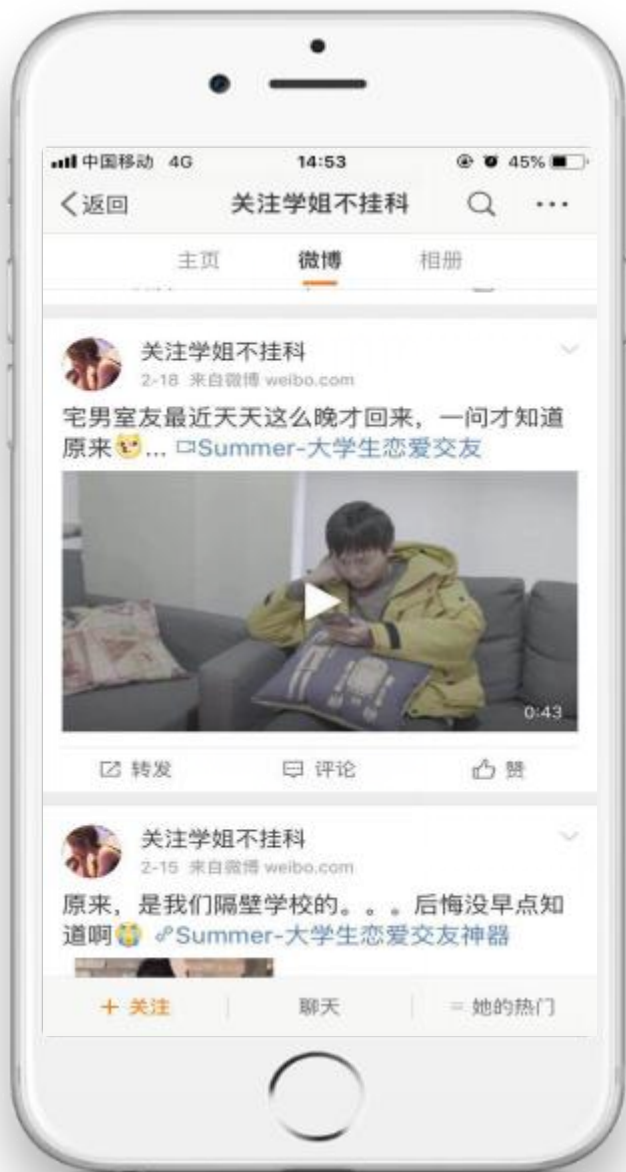 中国移动 4G 14:53 45%
返回 关注学姐不挂科
主页 微博 相册
关注学姐不挂科
2-18 来自微博 weibo.com
宅男室友最近天天这么晚才回来，一问才知道
原来😼... Summer-大学生恋爱交友
0:43
转发 评论 赞
关注学姐不挂科
2-15 来自微博 weibo.com
原来，是我们隔壁学校的。。。后悔没早点知
道啊😭 Summer-大学生恋爱交友神器
+ 关注 聊天 她的热门